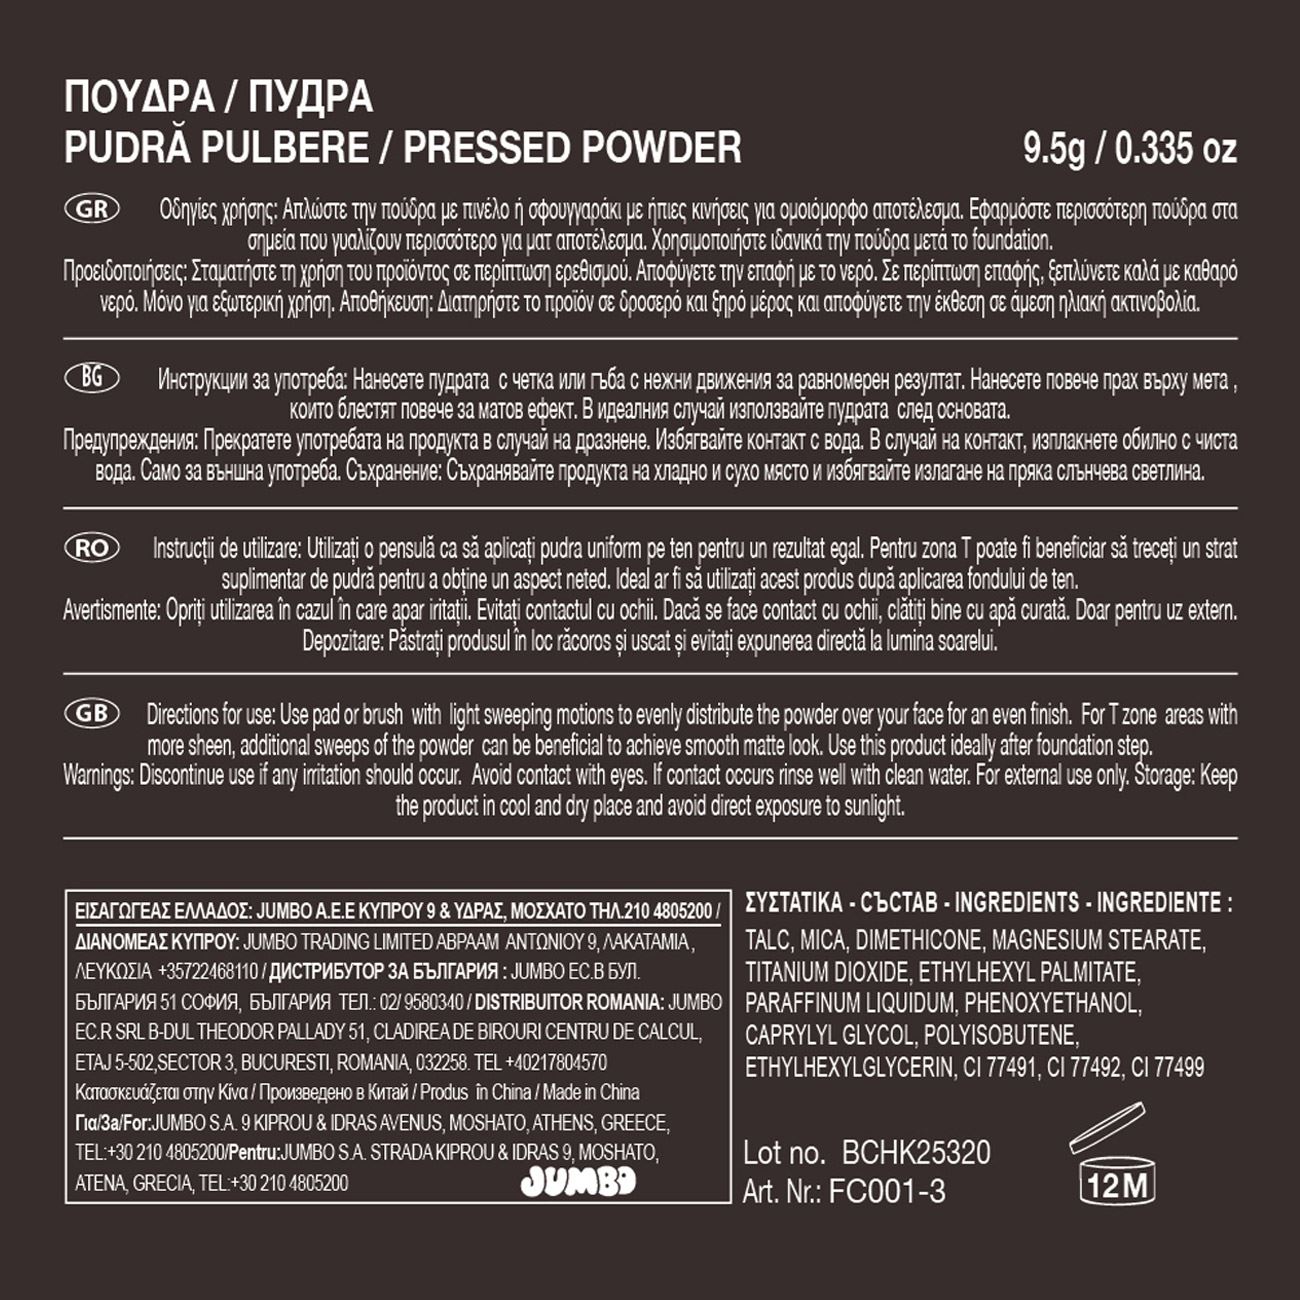 ΠΟΥΔΡΑ / ПУДРА
PUDRĂ PULBERE / PRESSED POWDER
9.5g / 0.335 oz
GR Οδηγίες χρήσης: Απλώστε την πούδρα με πινέλο ή σφουγγαράκι με ήπιες κινήσεις για ομοιόμορφο αποτέλεσμα. Εφαρμόστε περισσότερη πούδρα στα
σημεία που γυαλίζουν περισσότερο για ματ αποτέλεσμα. Χρησιμοποιήστε ιδανικά την πούδρα μετά το foundation.
Προειδοποιήσεις: Σταματήστε τη χρήση του προϊόντος σε περίπτωση ερεθισμού. Αποφύγετε την επαφή με το νερό. Σε περίπτωση επαφής, ξεπλύνετε καλά με καθαρό
νερό. Μόνο για εξωτερική χρήση. Αποθήκευση: Διατηρήστε το προϊόν σε δροσερό και ξηρό μέρος και αποφύγετε την έκθεση σε άμεση ηλιακή ακτινοβολία.
BG Инструкции за употреба: Нанесете пудрата с четка или гъба с нежни движения за равномерен резултат. Нанесете повече прах върху мета ,
които блестят повече за матов ефект. В идеалния случай използвайте пудрата след основата.
Предупреждения: Прекратете употребата на продукта в случай на дразнене. Избягвайте контакт с вода. В случай на контакт, изплакнете обилно с чиста
вода. Само за външна употреба. Съхранение: Съхранявайте продукта на хладно и сухо място и избягвайте излагане на пряка слънчева светлина.
RO Instrucții de utilizare: Utilizați o pensulă ca să aplicați pudra uniform pe ten pentru un rezultat egal. Pentru zona T poate fi beneficiar să treceți un strat
suplimentar de pudră pentru a obține un aspect neted. Ideal ar fi să utilizați acest produs după aplicarea fondului de ten.
Avertismente: Opriți utilizarea în cazul în care apar iritații. Evitați contactul cu ochii. Dacă se face contact cu ochii, clătiți bine cu apă curată. Doar pentru uz extern.
Depozitare: Păstrați produsul în loc răcoros și uscat și evitați expunerea directă la lumina soarelui.
GB Directions for use: Use pad or brush with light sweeping motions to evenly distribute the powder over your face for an even finish. For T zone areas with
more sheen, additional sweeps of the powder can be beneficial to achieve smooth matte look. Use this product ideally after foundation step.
Warnings: Discontinue use if any irritation should occur. Avoid contact with eyes. If contact occurs rinse well with clean water. For external use only. Storage: Keep
the product in cool and dry place and avoid direct exposure to sunlight.
ΕΙΣΑΓΩΓΕΑΣ ΕΛΛΑΔΟΣ: JUMBO A.E.E ΚΥΠΡΟΥ 9 & ΥΔΡΑΣ, ΜΟΣΧΑΤΟ ΤΗΛ.210 4805200 /
ΔΙΑΝΟΜΕΑΣ ΚΥΠΡΟΥ: JUMBO TRADING LIMITED ΑΒΡΑΑΜ ΑΝΤΩΝΙΟΥ 9, ΛΑΚΑΤΑΜΙΑ ,
ΛΕΥΚΩΣΙΑ +35722468110 / ДИСТРИБУТОР ЗА БЪЛГАРИЯ : JUMBO EC.B БУЛ.
БЪЛГАРИЯ 51 СОФИЯ, БЪЛГАРИЯ ТЕЛ.: 02/ 9580340 / DISTRIBUITOR ROMANIA: JUMBO
EC.R SRL B-DUL THEODOR PALLADY 51, CLADIREA DE BIROURI CENTRU DE CALCUL,
ETAJ 5-502,SECTOR 3, BUCURESTI, ROMANIA, 032258. TEL +40217804570
Κατασκευάζεται στην Κίνα / Произведено в Китай / Produs în China / Made in China
Για/За/For:JUMBO S.A. 9 KIPROU & IDRAS AVENUS, MOSHATO, ATHENS, GREECE,
TEL:+30 210 4805200/Pentru:JUMBO S.A. STRADA KIPROU & IDRAS 9, MOSHATO,
ATENA, GRECIA, TEL:+30 210 4805200
JUMBO
ΣΥΣΤΑΤΙΚΑ - СЪСТАВ - INGREDIENTS - INGREDIENTE :
TALC, MICA, DIMETHICONE, MAGNESIUM STEARATE,
TITANIUM DIOXIDE, ETHYLHEXYL PALMITATE,
PARAFFINUM LIQUIDUM, PHENOXYETHANOL,
CAPRYLYL GLYCOL, POLYISOBUTENE,
ETHYLHEXYLGLYCERIN, CI 77491, CI 77492, CI 77499
Lot no. BCHK25320
Art. Nr.: FC001-3
12M